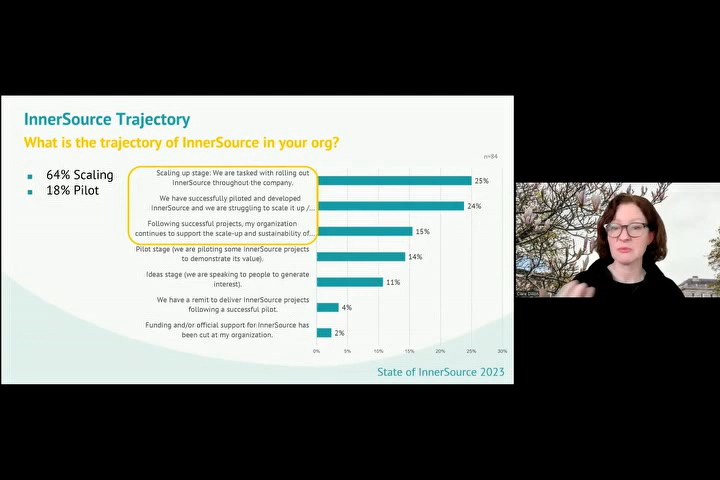 InnerSource Trajectory
What is the trajectory of InnerSource in your org?
n=84
64% Scaling
18% Pilot
Scaling up stage: We are tasked with rolling out
InnerSource throughout the company.
25%
We have successfully piloted and developed
InnerSource and we are struggling to scale it up /...
24%
Following successful projects, my organization
continues to support the scale-up and sustainability of...
15%
Pilot stage (we are piloting some InnerSource projects
to demonstrate its value).
14%
Ideas stage (we are speaking to people to generate
interest).
11%
We have a remit to deliver InnerSource projects
following a successful pilot.
4%
Funding and/or official support for InnerSource has
been cut at my organization.
2%
0% 5% 10% 15% 20% 25% 30%
State of InnerSource 2023
Clare Dillon